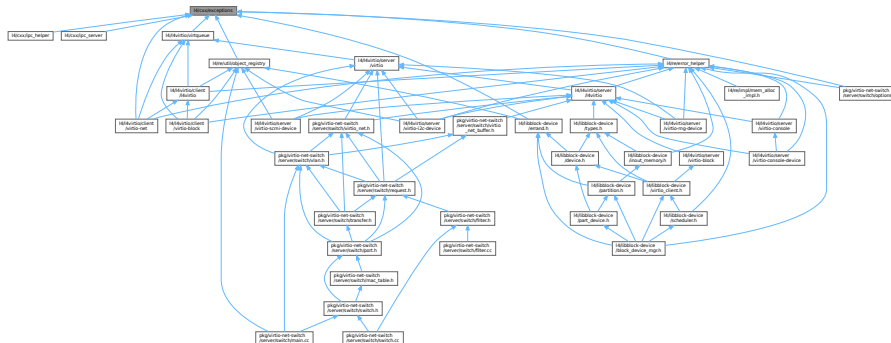 l4/cxx/exceptions
l4/cxx/ipc_helper
l4/cxx/ipc_server
l4/l4virtio/virtqueue
l4/re/util/object_registry
l4/l4virtio/server
/virtio
l4/re/error_helper
l4/l4virtio/client
/l4virtio
l4/l4virtio/server
/l4virtio
l4/re/impl/mem_alloc
_impl.h
pkg/virtio-net-switch
/server/switch/options
l4/l4virtio/client
/virtio-net
l4/l4virtio/client
/virtio-block
l4/l4virtio/server
/virtio-scmi-device
pkg/virtio-net-switch
/server/switch/virtio_net.h
l4/l4virtio/server
/virtio-i2c-device
pkg/virtio-net-switch
/server/switch/virtio
_net_buffer.h
l4/libblock-device
/errand.h
l4/libblock-device
/types.h
l4/l4virtio/server
/virtio-rng-device
l4/l4virtio/server
/virtio-console
pkg/virtio-net-switch
/server/switch/vlan.h
l4/libblock-device
/device.h
l4/libblock-device
/inout_memory.h
l4/l4virtio/server
/virtio-block
l4/l4virtio/server
/virtio-console-device
pkg/virtio-net-switch
/server/switch/request.h
l4/libblock-device
/partition.h
l4/libblock-device
/virtio_client.h
pkg/virtio-net-switch
/server/switch/transfer.h
pkg/virtio-net-switch
/server/switch/filter.h
l4/libblock-device
/part_device.h
l4/libblock-device
/scheduler.h
pkg/virtio-net-switch
/server/switch/port.h
pkg/virtio-net-switch
/server/switch/filter.cc
l4/libblock-device
/block_device_mgr.h
pkg/virtio-net-switch
/server/switch/mac_table.h
pkg/virtio-net-switch
/server/switch/switch.h
pkg/virtio-net-switch
/server/switch/main.cc
pkg/virtio-net-switch
/server/switch/switch.cc